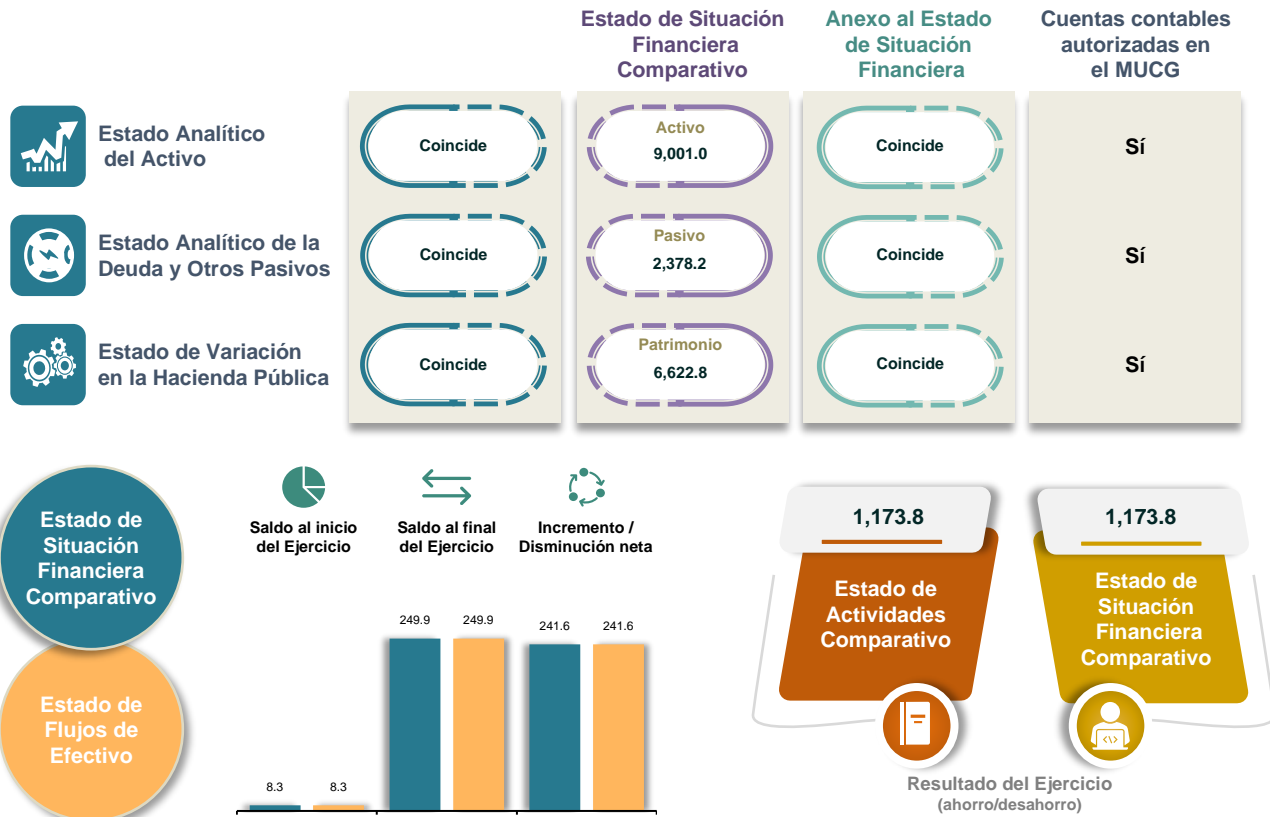 Estado de Situación
Financiera
Comparativo
Anexo al Estado
de Situación
Financiera
Cuentas contables
autorizadas en
el MUCG
Estado Analítico
del Activo
Coincide
Activo
9,001.0
Coincide
Sí
Estado Analítico de la
Deuda y Otros Pasivos
Coincide
Pasivo
2,378.2
Coincide
Sí
Estado de Variación
en la Hacienda Pública
Coincide
Patrimonio
6,622.8
Coincide
Sí
Estado de
Situación
Financiera
Comparativo
Estado de
Flujos de
Efectivo
Saldo al inicio
del Ejercicio
Saldo al final
del Ejercicio
Incremento /
Disminución neta
8.3
8.3
249.9
249.9
241.6
241.6
1,173.8
Estado de
Actividades
Comparativo
1,173.8
Estado de
Situación
Financiera
Comparativo
Resultado del Ejercicio
(ahorro/desahorro)